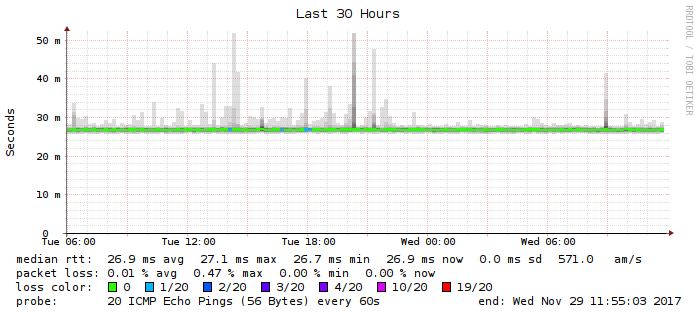 Last 30 Hours
RRDTOOL / TOBI OETIKER
Seconds
50 m
40 m
30 m
20 m
10 m
0
Tue 06:00 Tue 12:00 Tue 18:00 Wed 00:00 Wed 06:00
median rtt: 26.9 ms avg 27.1 ms max 26.7 ms min 26.9 ms now 0.0 ms sd 571.0 am/s
packet loss: 0.01 % avg 0.47 % max 0.00 % min 0.00 % now
loss color: 0 1/20 2/20 3/20 4/20 10/20 19/20
probe: 20 ICMP Echo Pings (56 Bytes) every 60s end: Wed Nov 29 11:55:03 2017